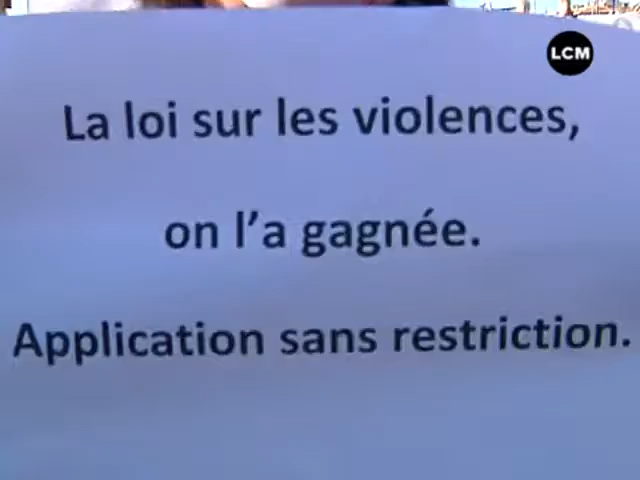 LCM
La loi sur les violences,
on l'a gagnée.
Application sans restriction.